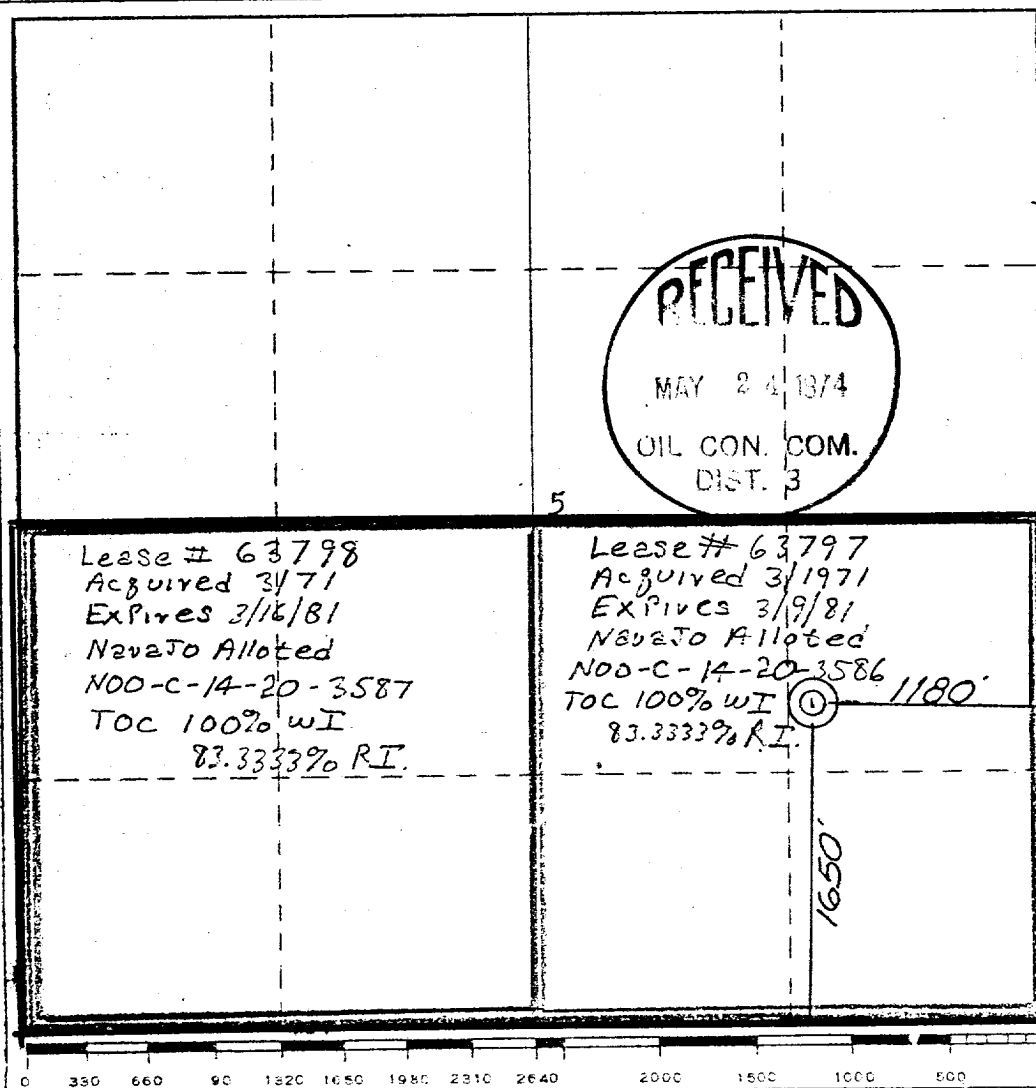 RECEIVED
MAY 24 1974
OIL CON. COM.
DIST. 3
5
Lease # 63798
Acquired 3/71
Expires 3/16/81
Navajo Alloted
NOO-C-14-20-3587
TOC 100% WI
83.3333% R.I.
Lease # 63797
Acquired 3/1971
Expires 3/9/81
Navajo Alloted
NOO-C-14-20-3586
TOC 100% WI
83.3333% R.I.
1180'
1650'
0 330 660 90 1320 1650 1980 2310 2640 2000 1500 1000 500